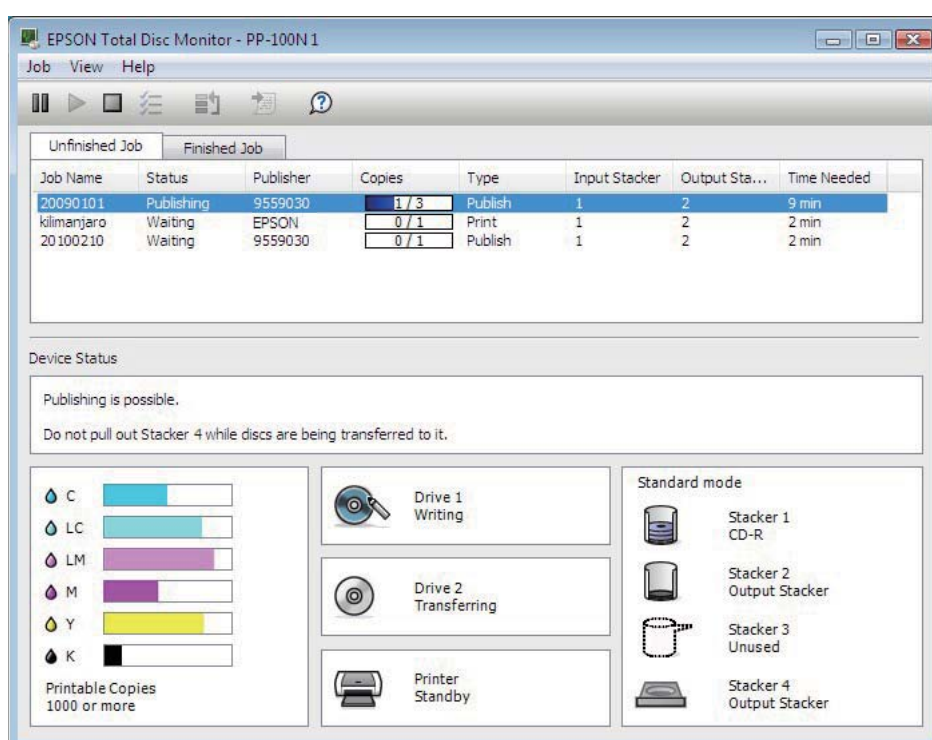 EPSON Total Disc Monitor - PP-100N 1
Job View Help
Unfinished Job Finished Job
Job Name Status Publisher Copies Type Input Stacker Output Sta... Time Needed
20090101 Publishing 9559030 1 / 3 Publish 1 2 9 min
kilimanjaro Waiting EPSON 0 / 1 Print 1 2 2 min
20100210 Waiting 9559030 0 / 1 Publish 1 2 2 min
Device Status
Publishing is possible.
Do not pull out Stacker 4 while discs are being transferred to it.
C
LC
LM
M
Y
K
Printable Copies
1000 or more
Drive 1
Writing
Drive 2
Transferring
Printer
Standby
Standard mode
Stacker 1
CD-R
Stacker 2
Output Stacker
Stacker 3
Unused
Stacker 4
Output Stacker